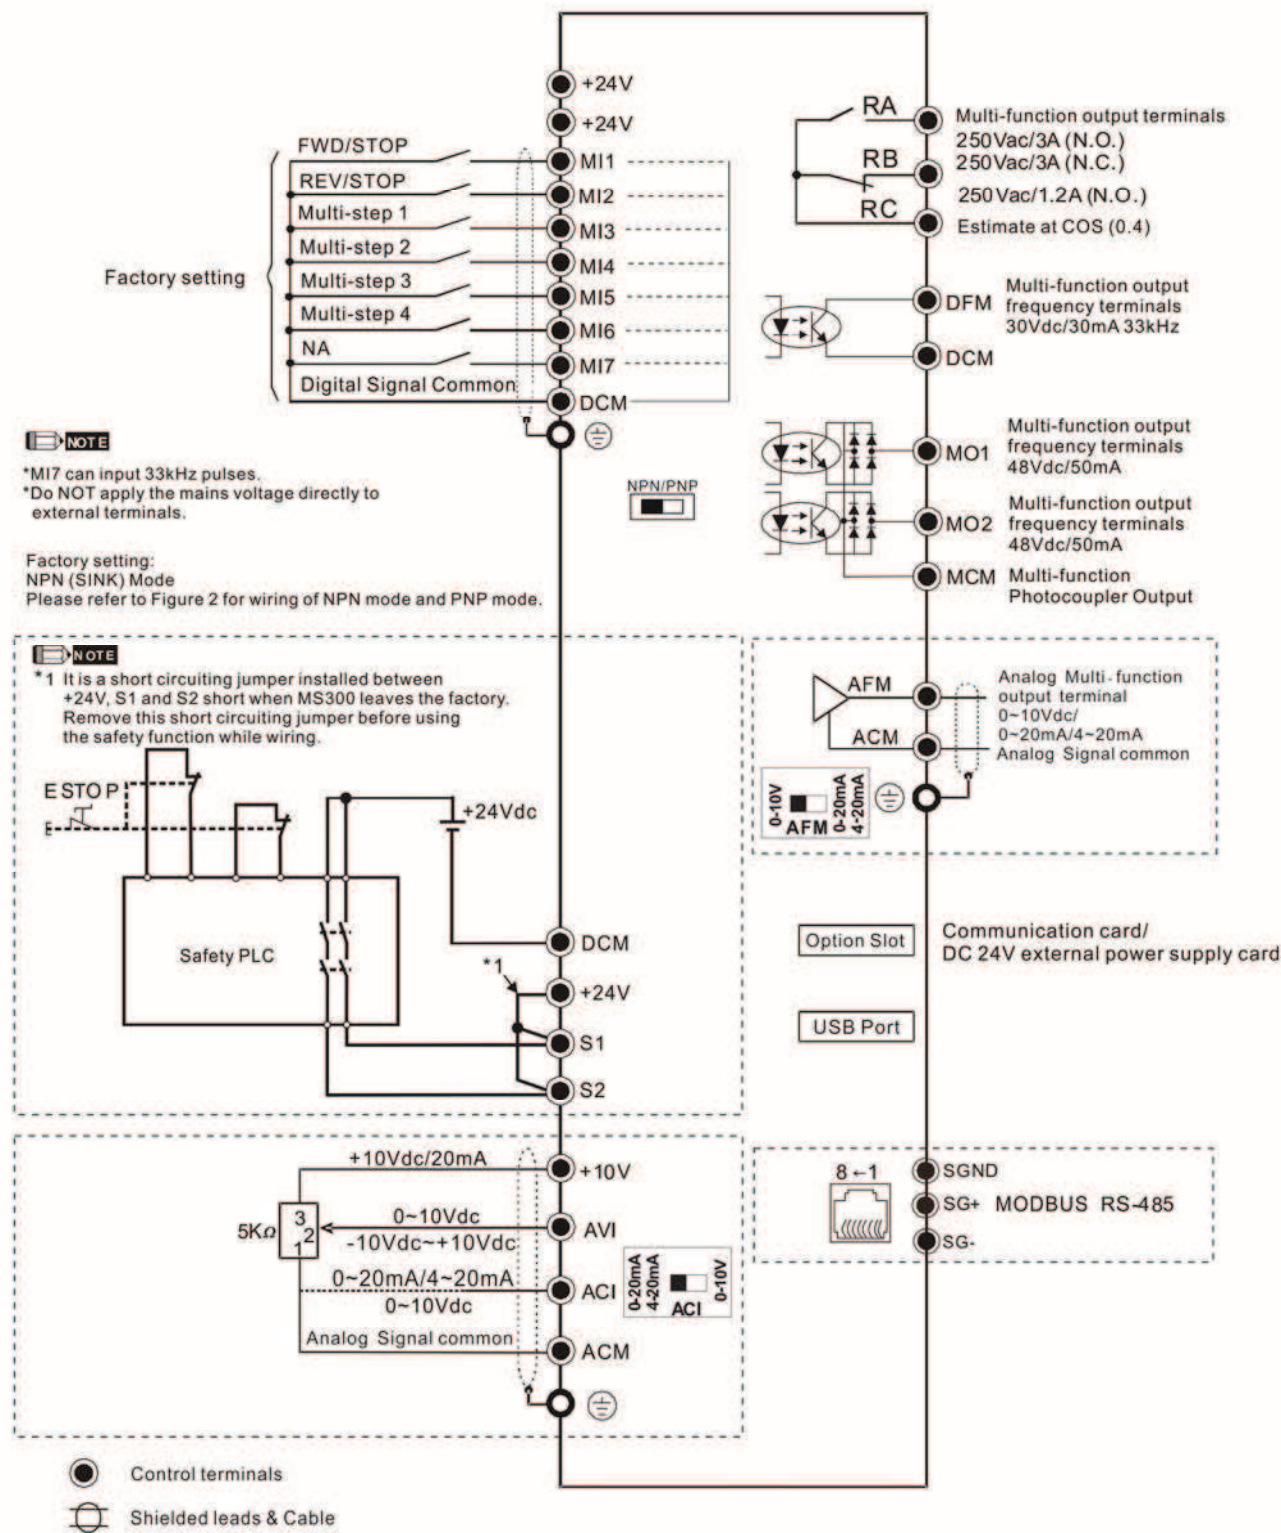 +24V
+24V
FWD/STOP
MI1
REV/STOP
MI2
Multi-step 1
MI3
Multi-step 2
MI4
Factory setting
Multi-step 3
MI5
Multi-step 4
MI6
NA
MI7
Digital Signal Common
DCM
NOTE
*MI7 can input 33kHz pulses.
*Do NOT apply the mains voltage directly to
external terminals.
NPN/PNP
Factory setting:
NPN (SINK) Mode
Please refer to Figure 2 for wiring of NPN mode and PNP mode.
RA
Multi-function output terminals
250Vac/3A (N.O.)
RB
250Vac/3A (N.C.)
250Vac/1.2A (N.O.)
RC
Estimate at COS (0.4)
DFM
Multi-function output
frequency terminals
30Vdc/30mA 33kHz
DCM
MO1
Multi-function output
frequency terminals
48Vdc/50mA
MO2
Multi-function output
frequency terminals
48Vdc/50mA
MCM
Multi-function
Photocoupler Output
NOTE
*1 It is a short circuiting jumper installed between
+24V, S1 and S2 short when MS300 leaves the factory.
Remove this short circuiting jumper before using
the safety function while wiring.
ESTOP
+24Vdc
Safety PLC
DCM
*1
+24V
S1
S2
AFM
Analog Multi-function
output terminal
0~10Vdc/
0~20mA/4~20mA
ACM
Analog Signal common
0-10V
AFM
0-20mA
4-20mA
Option Slot
Communication card/
DC 24V external power supply card
USB Port
+10Vdc/20mA
+10V
5KΩ
3
2
1
0~10Vdc
AVI
-10Vdc~+10Vdc
0~20mA/4~20mA
ACI
0~10Vdc
0-20mA
4-20mA
ACI
0-10V
Analog Signal common
ACM
8←1
SGND
SG+ MODBUS RS-485
SG-
Control terminals
Shielded leads & Cable